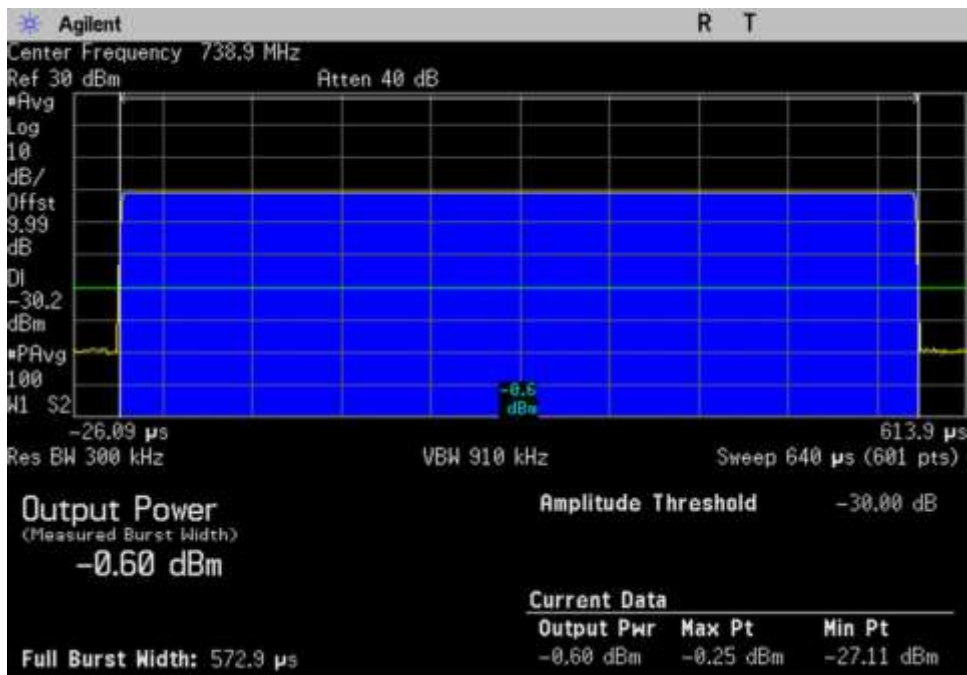 Agilent R T
Center Frequency 738.9 MHz
Ref 30 dBm Atten 40 dB
#Avg
Log
10
dB/
Offst
9.99
dB
DI
-30.2
dBm
#PAvg
100
W1 S2
-0.6
dBm
-26.09 µs 613.9 µs
Res BW 300 kHz VBW 910 kHz Sweep 640 µs (601 pts)
Output Power
(Measured Burst Width)
-0.60 dBm
Amplitude Threshold -30.00 dB
Current Data
Output Pwr Max Pt Min Pt
-0.60 dBm -0.25 dBm -27.11 dBm
Full Burst Width: 572.9 µs